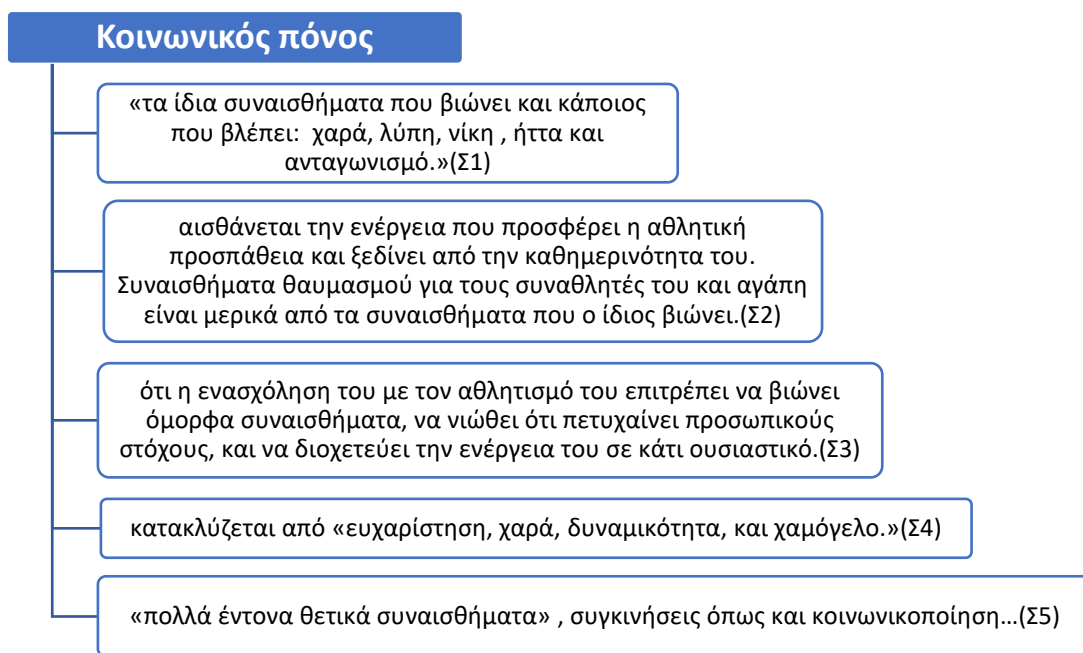 Κοινωνικός πόνος
«τα ίδια συναισθήματα που βιώνει και κάποιος
που βλέπει: χαρά, λύπη, νίκη , ήττα και
ανταγωνισμό.»(Σ1)
αισθάνεται την ενέργεια που προσφέρει η αθλητική
προσπάθεια και ξεδίνει από την καθημερινότητα του.
Συναισθήματα θαυμασμού για τους συναθλητές του και αγάπη
είναι μερικά από τα συναισθήματα που ο ίδιος βιώνει.(Σ2)
ότι η ενασχόληση του με τον αθλητισμό του επιτρέπει να βιώνει
όμορφα συναισθήματα, να νιώθει ότι πετυχαίνει προσωπικούς
στόχους, και να διοχετεύει την ενέργεια του σε κάτι ουσιαστικό.(Σ3)
κατακλύζεται από «ευχαρίστηση, χαρά, δυναμικότητα, και χαμόγελο.»(Σ4)
«πολλά έντονα θετικά συναισθήματα» , συγκινήσεις όπως και κοινωνικοποίηση…(Σ5)